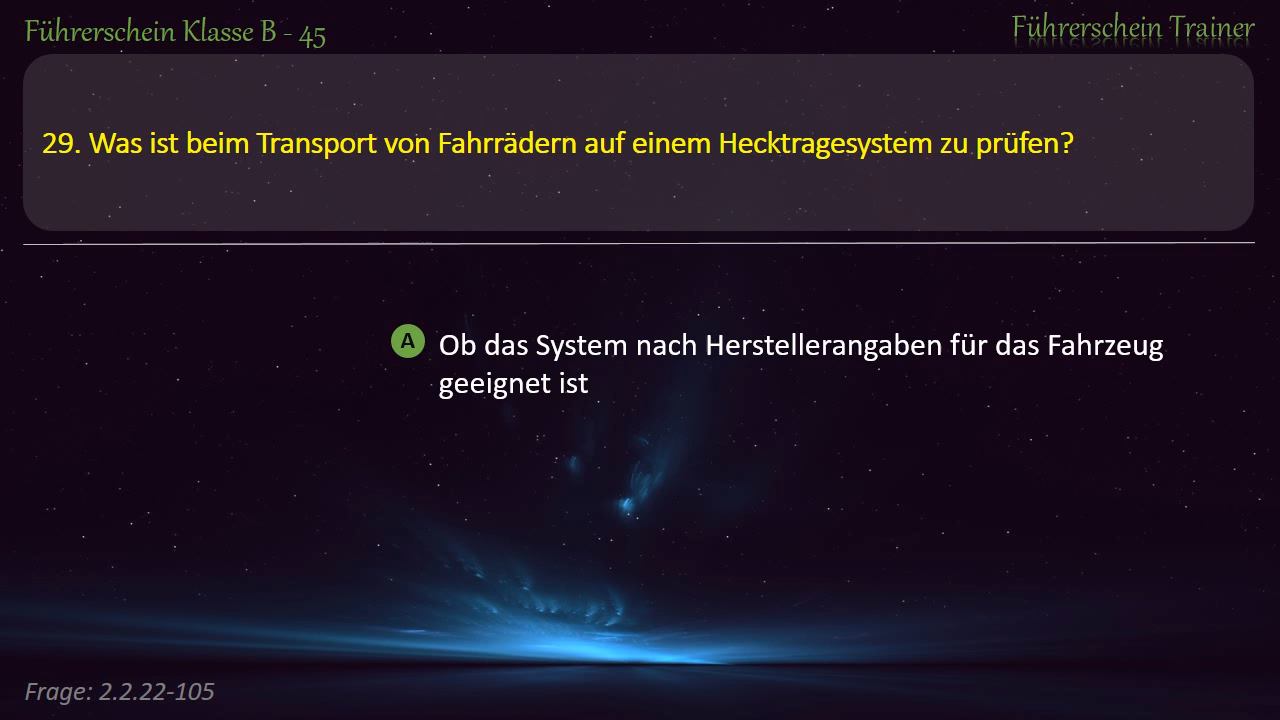 Führerschein Klasse B - 45
Führerschein Trainer
29. Was ist beim Transport von Fahrrädern auf einem Hecktragesystem zu prüfen?
A Ob das System nach Herstellerangaben für das Fahrzeug
geeignet ist
Frage: 2.2.22-105